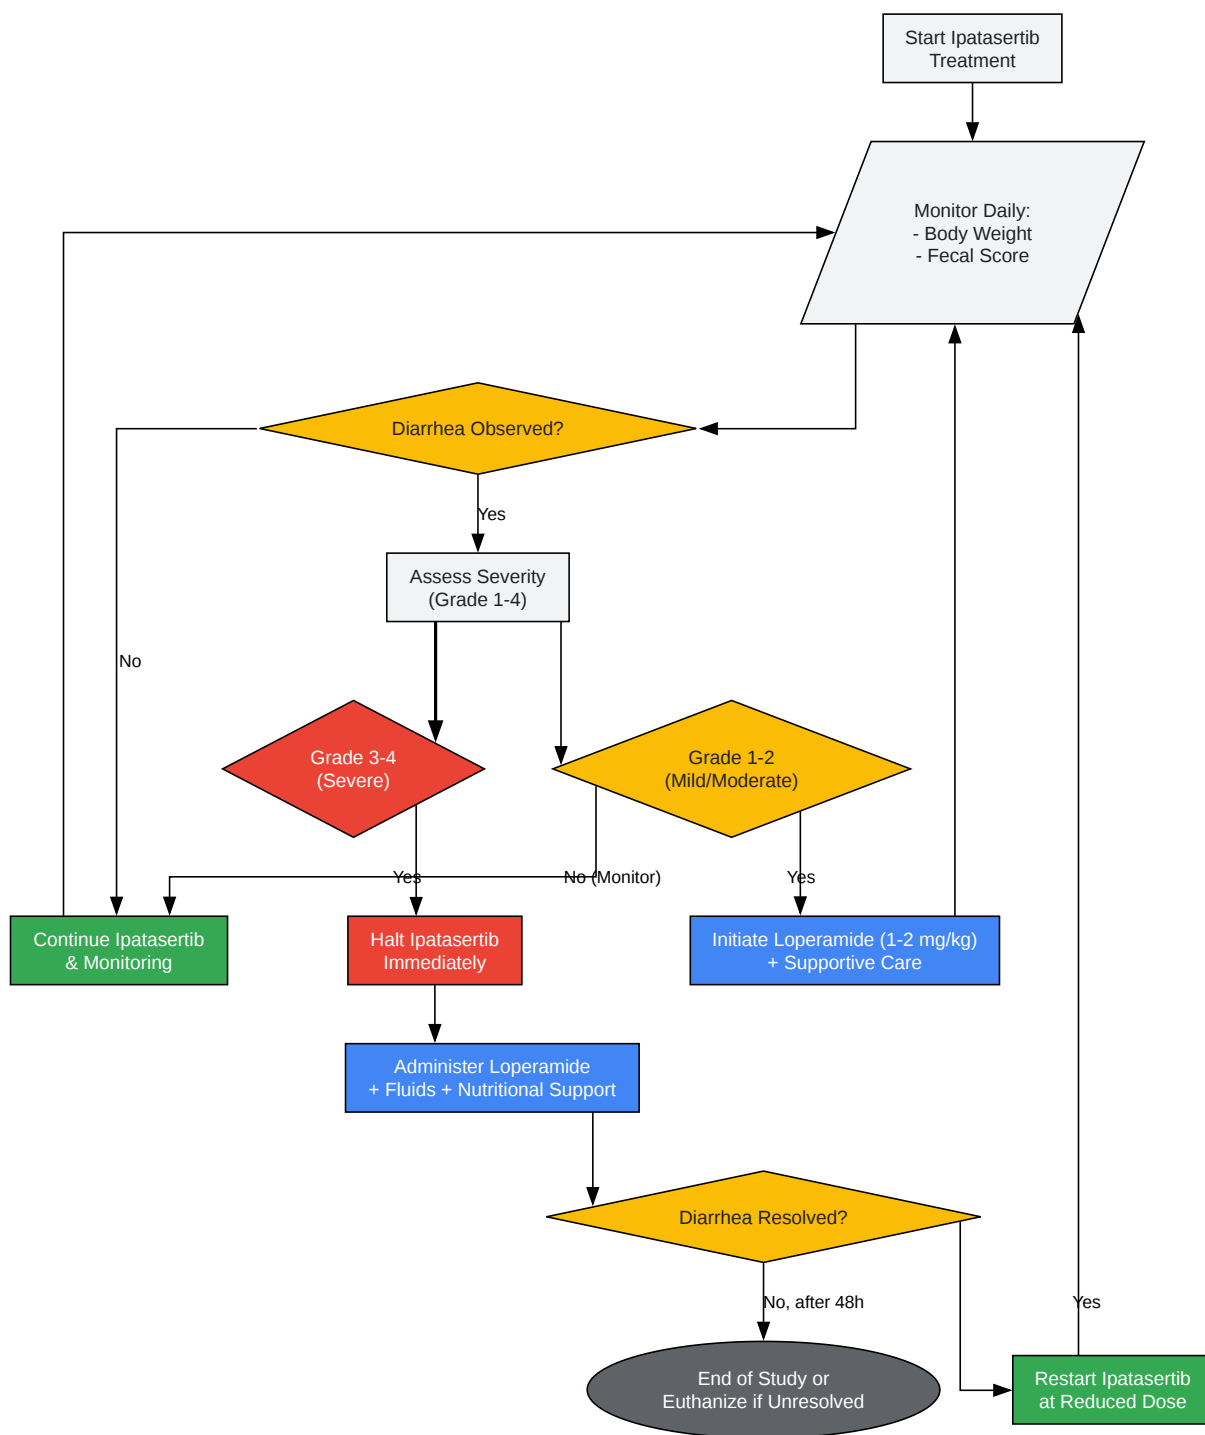 Start Ipatasertib
Treatment
Monitor Daily:
- Body Weight
- Fecal Score
Diarrhea Observed?
Yes
Assess Severity
(Grade 1-4)
No
Grade 3-4
(Severe)
Grade 1-2
(Mild/Moderate)
Yes
No (Monitor)
Yes
Continue Ipatasertib
& Monitoring
Halt Ipatasertib
Immediately
Initiate Loperamide (1-2 mg/kg)
+ Supportive Care
Administer Loperamide
+ Fluids + Nutritional Support
Diarrhea Resolved?
No, after 48h
Yes
End of Study or
Euthanize if Unresolved
Restart Ipatasertib
at Reduced Dose